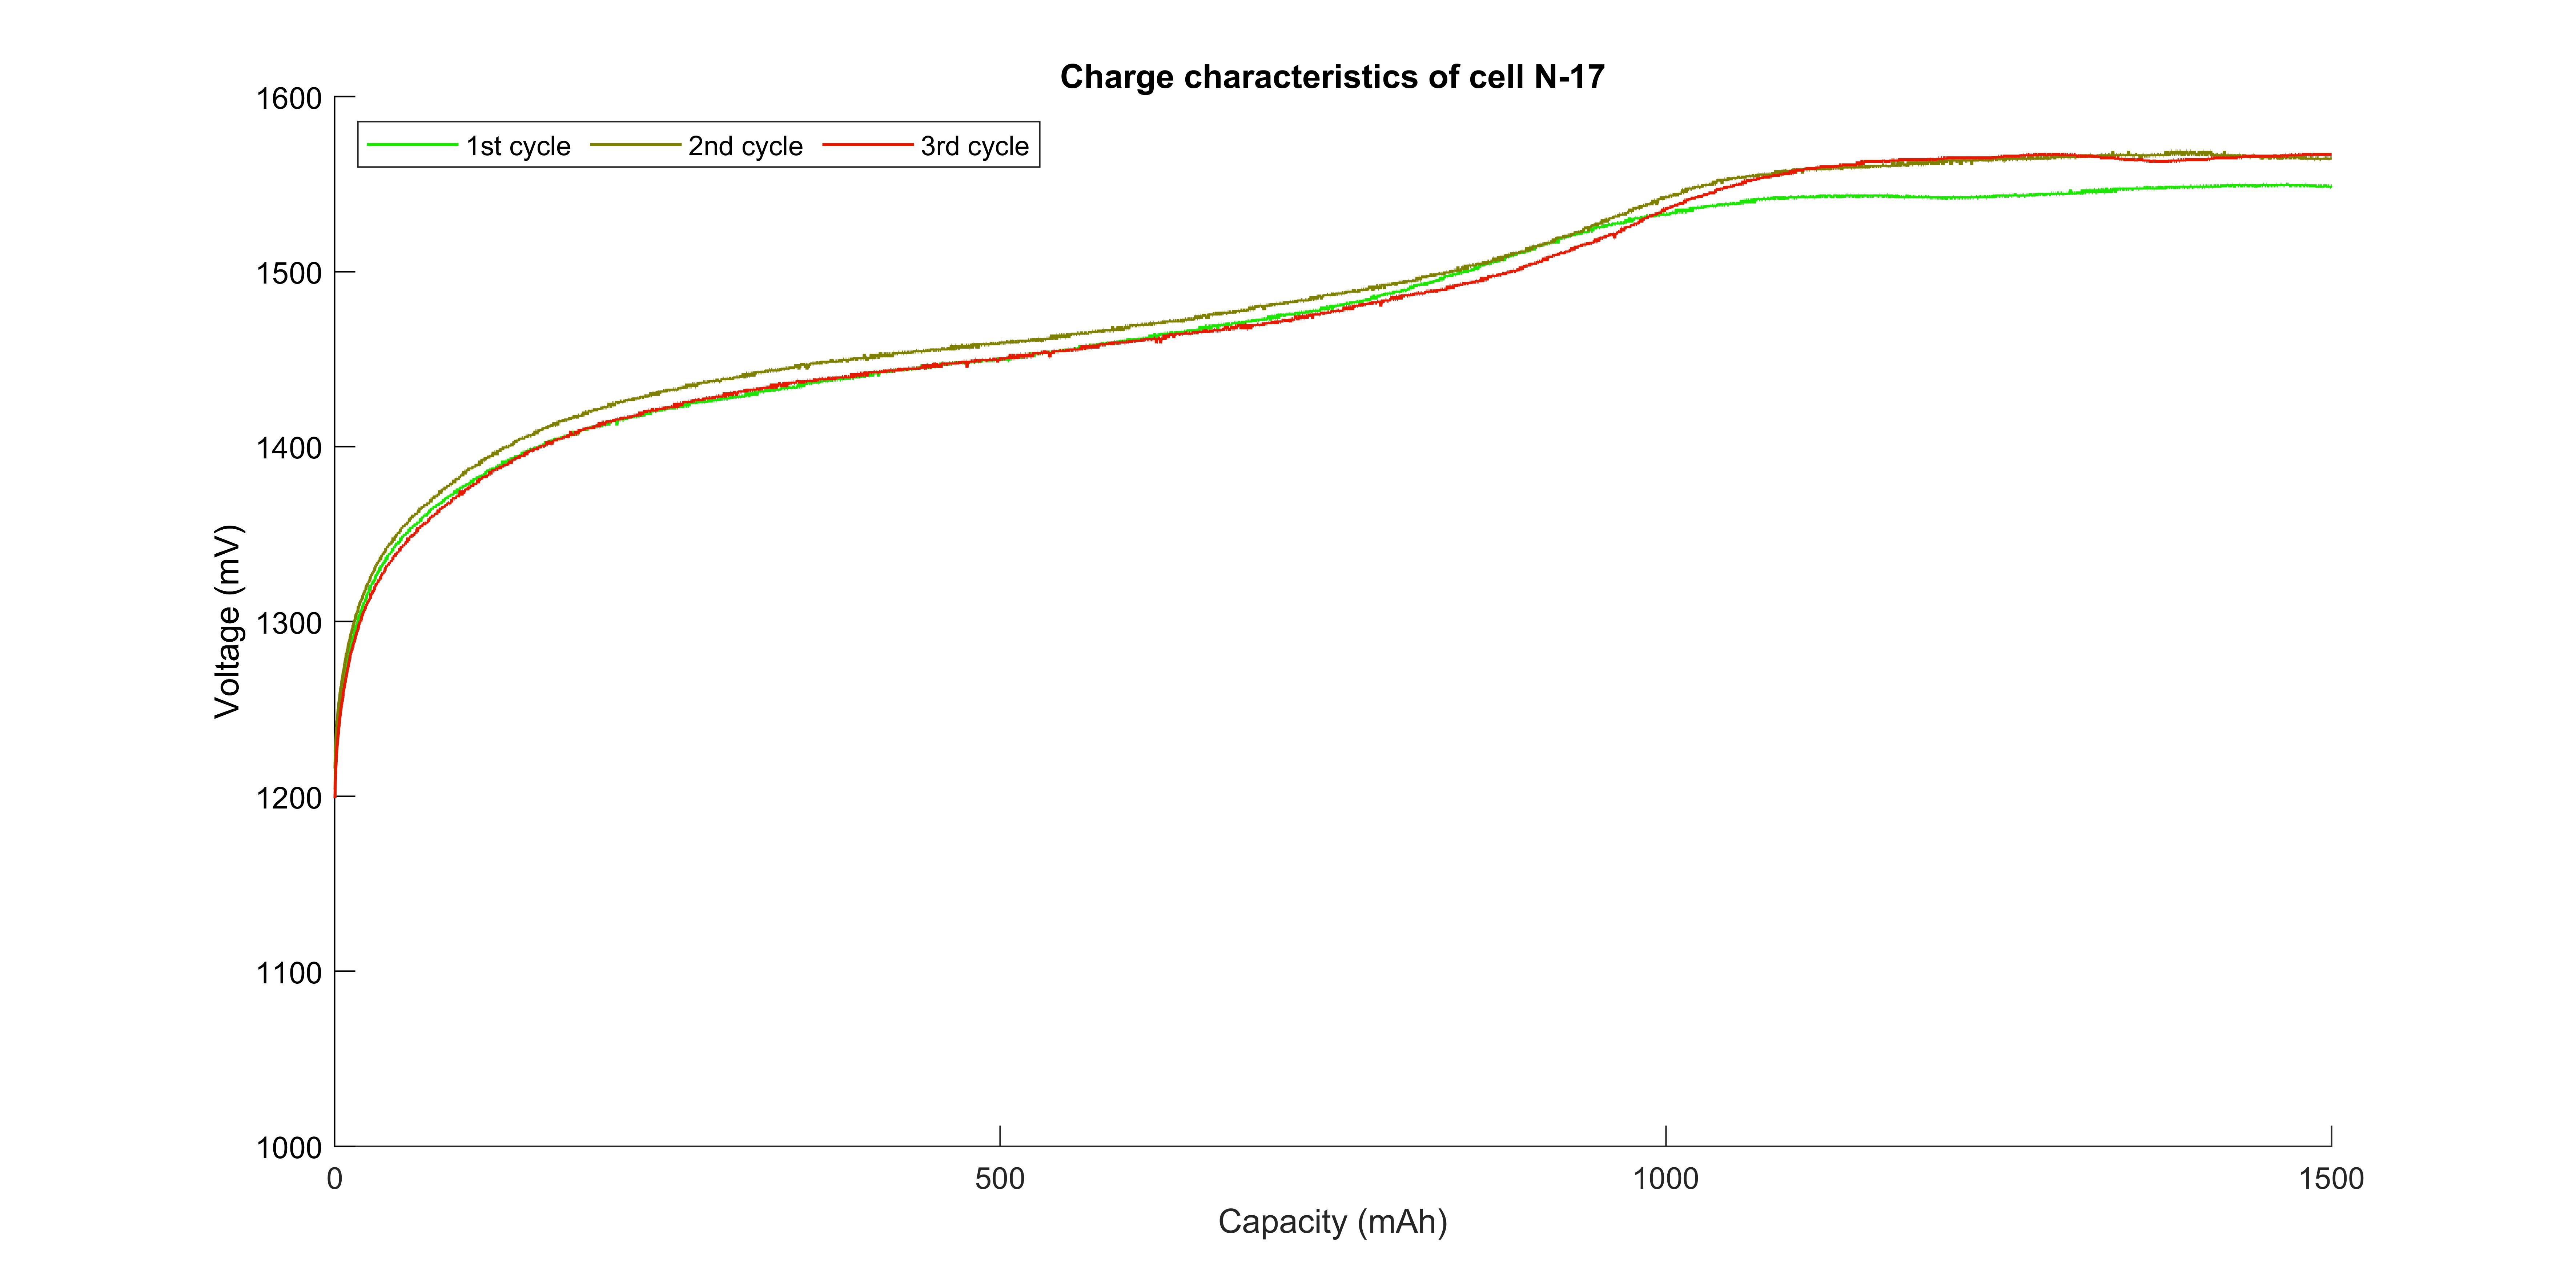 Charge characteristics of cell N-17
1st cycle 2nd cycle 3rd cycle
1600
1500
1400
1300
1200
1100
1000
Voltage (mV)
0 500 1000 1500
Capacity (mAh)